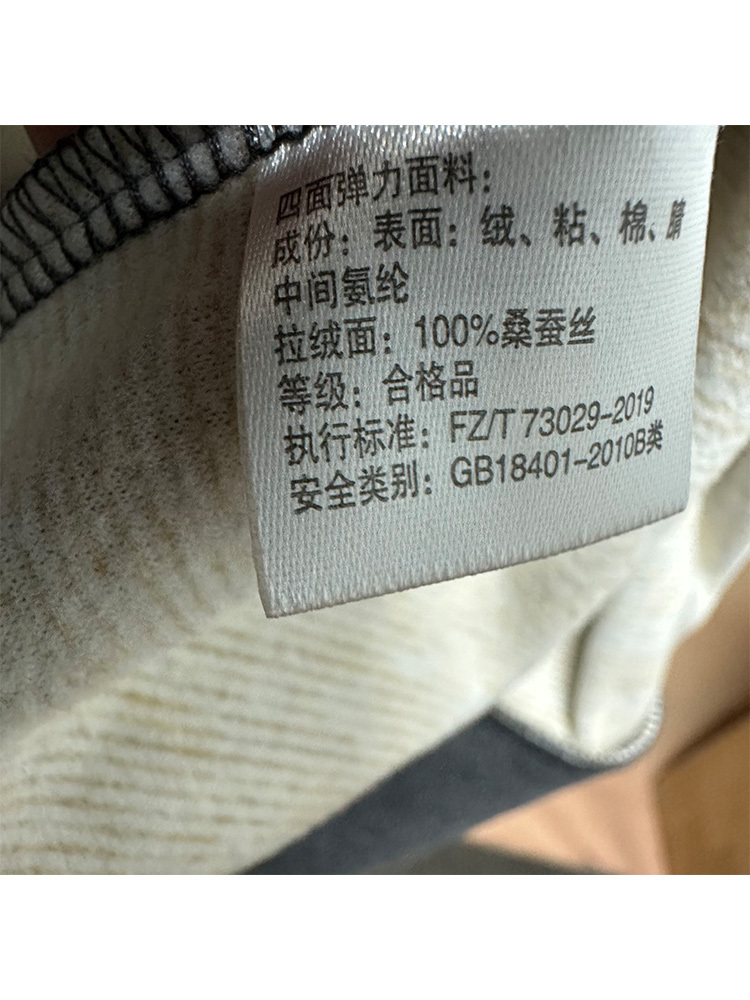 四面弹力面料：
成份：表面：绒、粘、棉、腈
中间氨纶
拉绒面：100%桑蚕丝
等级：合格品
执行标准：FZ/T 73029-2019
安全类别：GB18401-2010B类